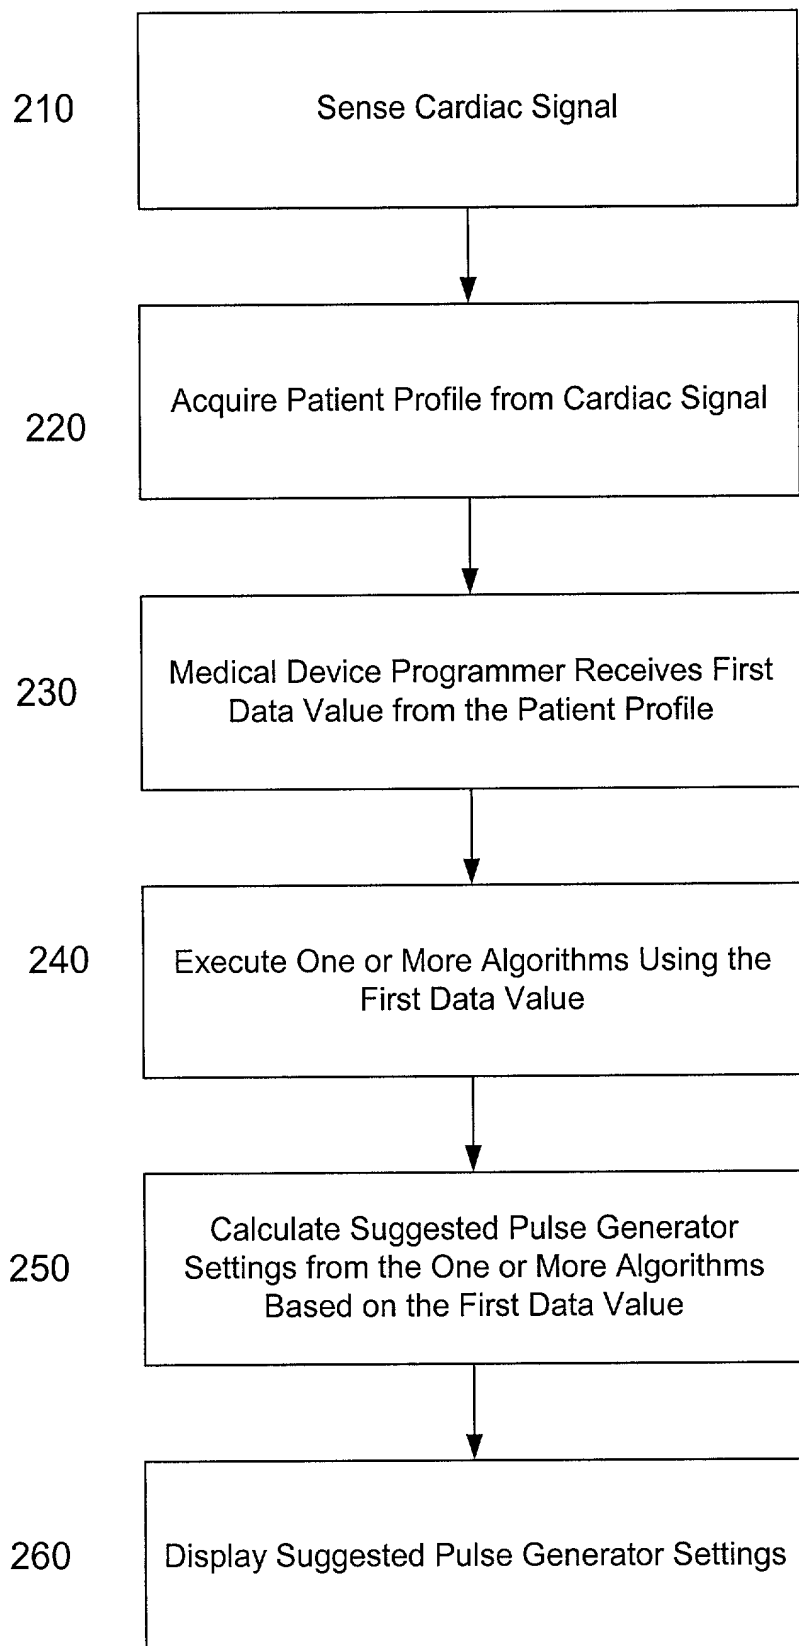 210
Sense Cardiac Signal
220
Acquire Patient Profile from Cardiac Signal
230
Medical Device Programmer Receives First
Data Value from the Patient Profile
240
Execute One or More Algorithms Using the
First Data Value
250
Calculate Suggested Pulse Generator
Settings from the One or More Algorithms
Based on the First Data Value
260
Display Suggested Pulse Generator Settings